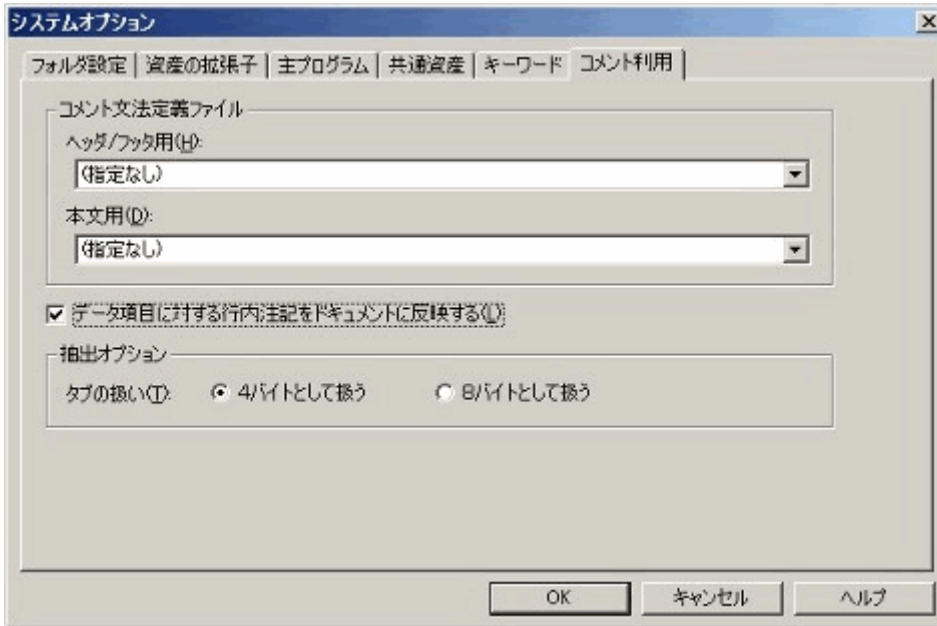 システムオプション
フォルダ設定 資産の拡張子 主プログラム 共通資産 キーワード コメント利用
コメント文法定義ファイル
ヘッダ/フッタ用(H):
(指定なし)
本文用(D):
(指定なし)
データ項目に対する行内注記をドキュメントに反映する(L)
抽出オプション
タブの扱い(T): 4バイトとして扱う 8バイトとして扱う
OK キャンセル ヘルプ